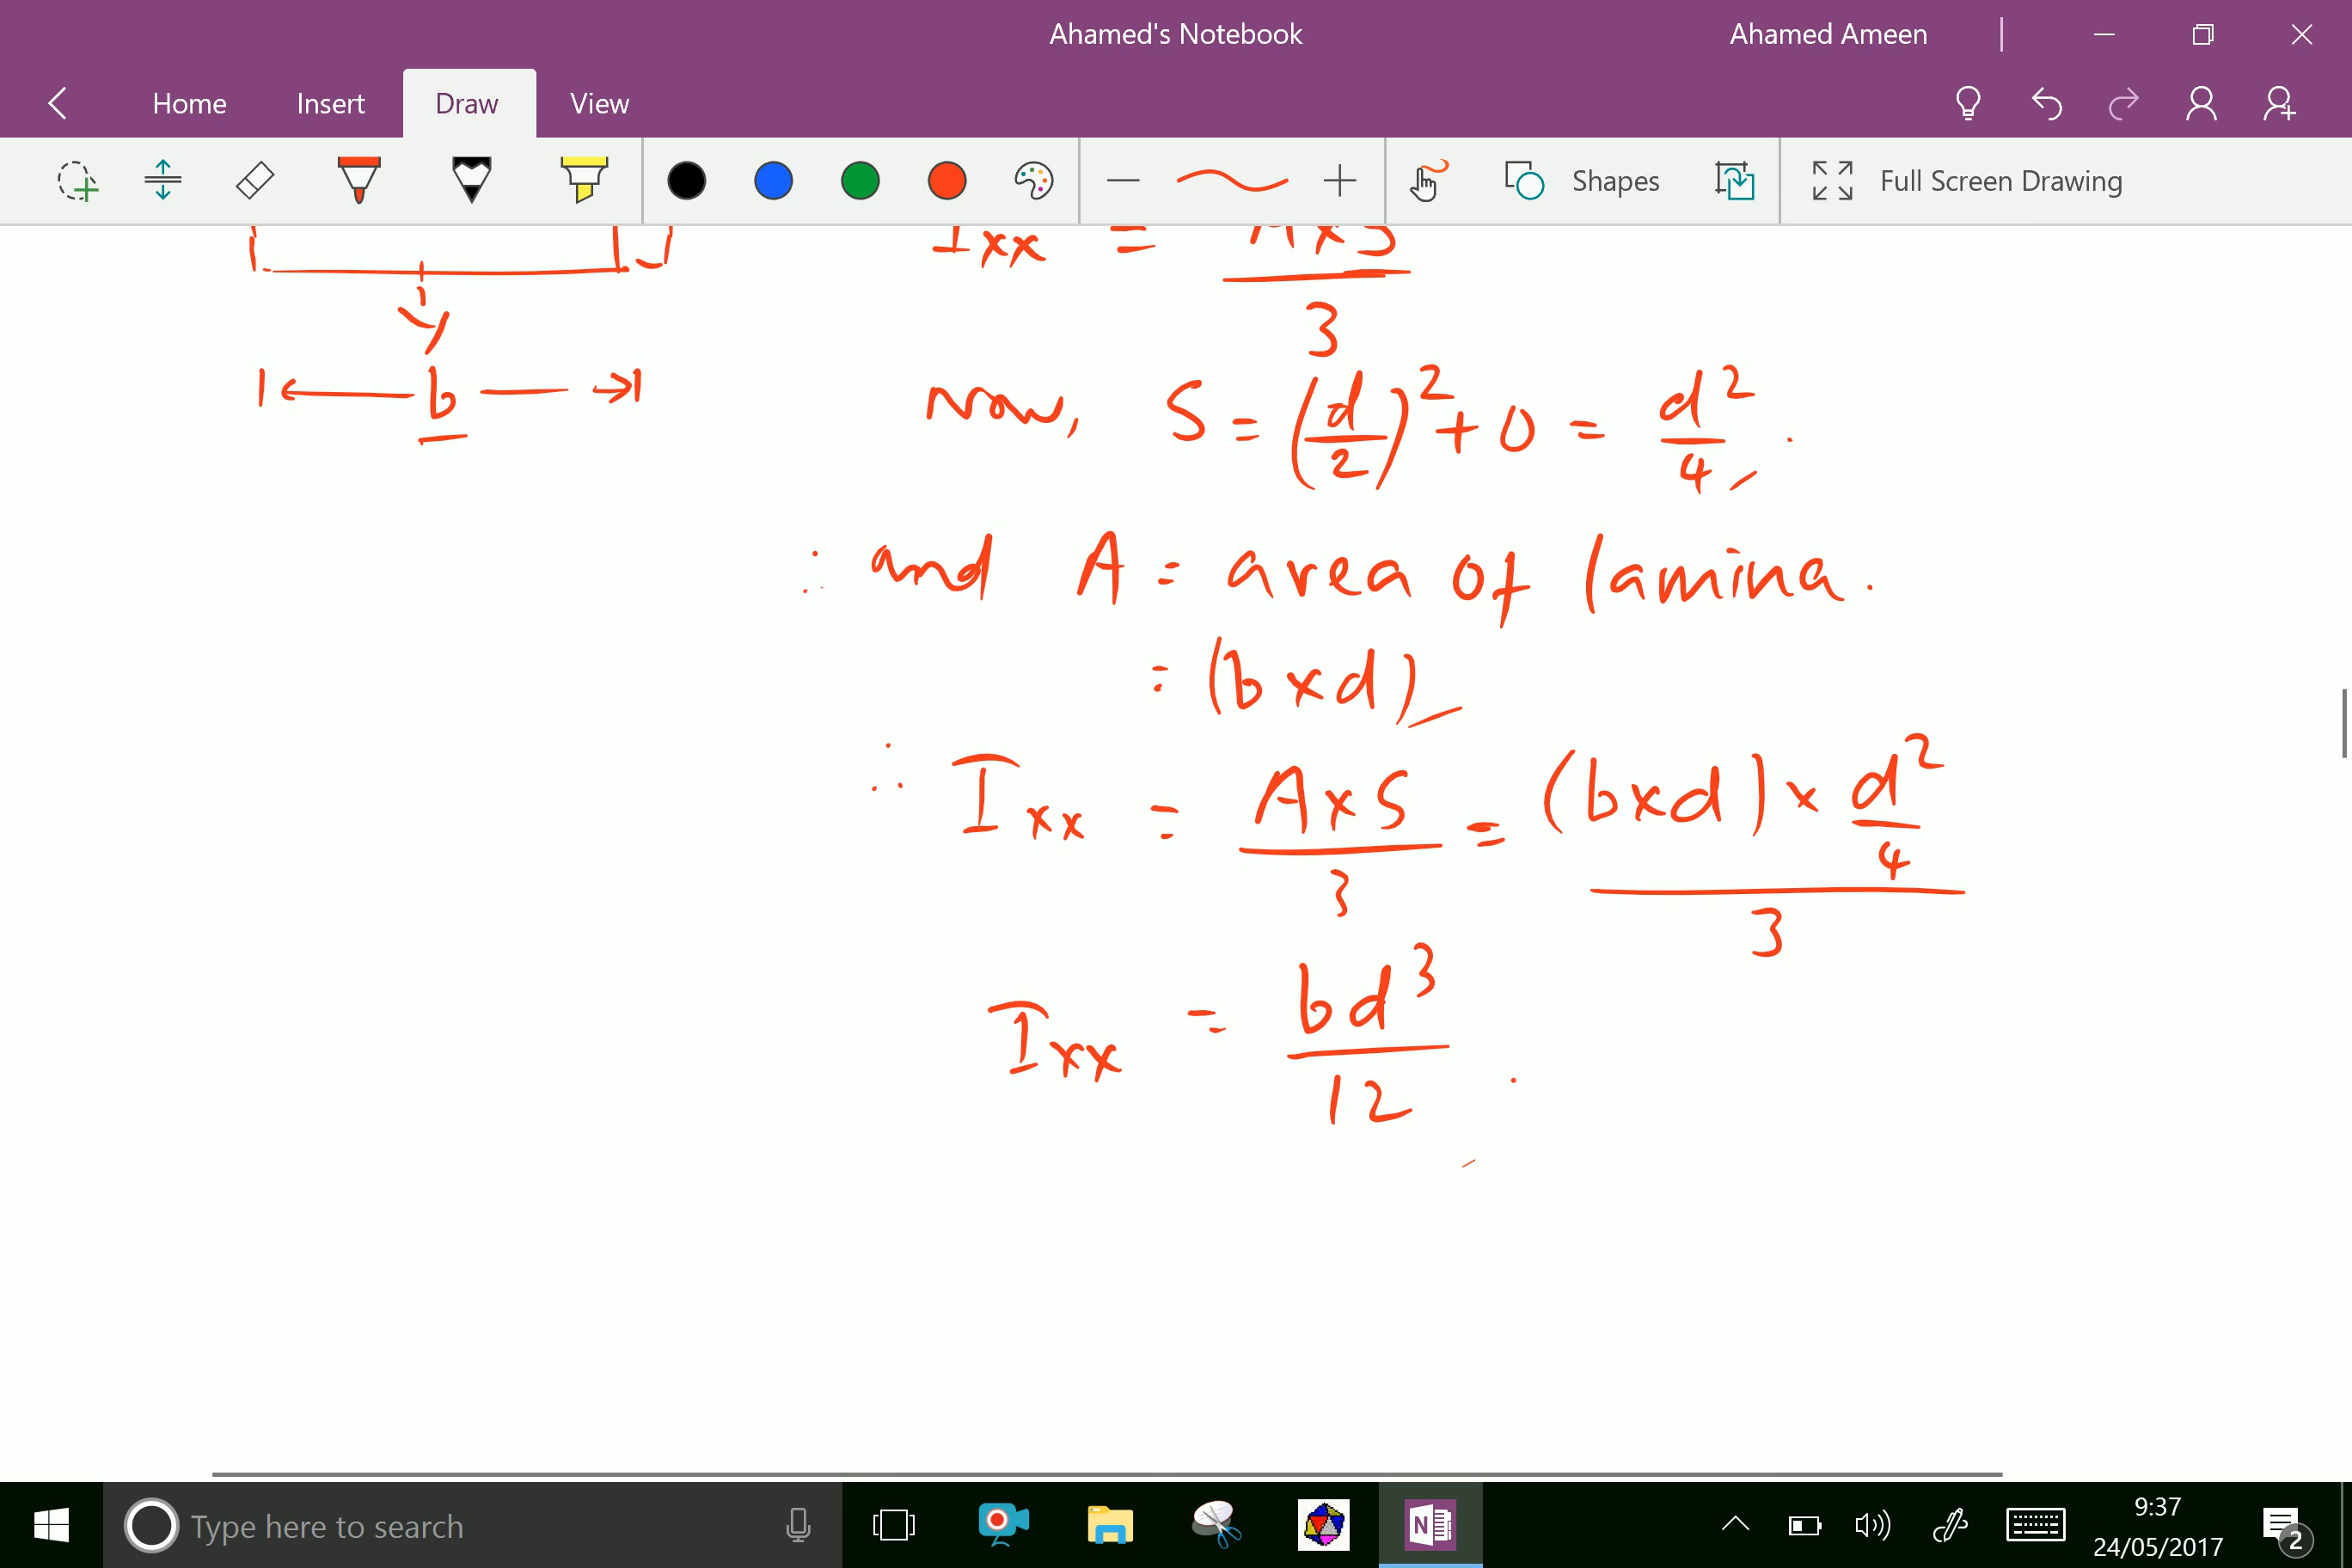 Ahamed's Notebook
Ahamed Ameen
Home Insert Draw View
Shapes
Full Screen Drawing
Ixx = A×S / 3
y
b
Now, S = (d/2)² + 0 = d²/4.
∴ and A = area of lamina.
= (b×d)
∴ Ixx = A×S / 3 = (b×d) × d²/4 / 3
Ixx = bd³ / 12.
Type here to search
N
9:37
24/05/2017
2